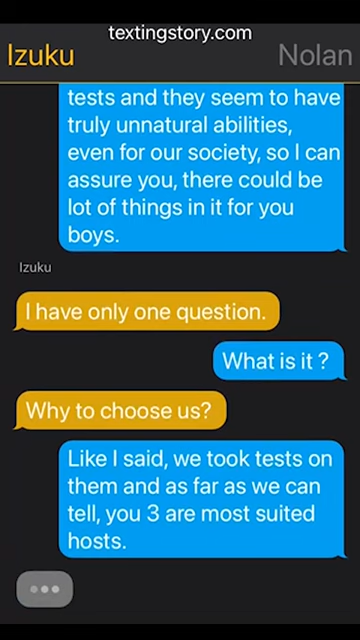 textingstory.com
Izuku
Nolan
tests and they seem to have
truly unnatural abilities,
even for our society, so I can
assure you, there could be
lot of things in it for you
boys.
Izuku
I have only one question.
What is it ?
Why to choose us?
Like I said, we took tests on
them and as far as we can
tell, you 3 are most suited
hosts.